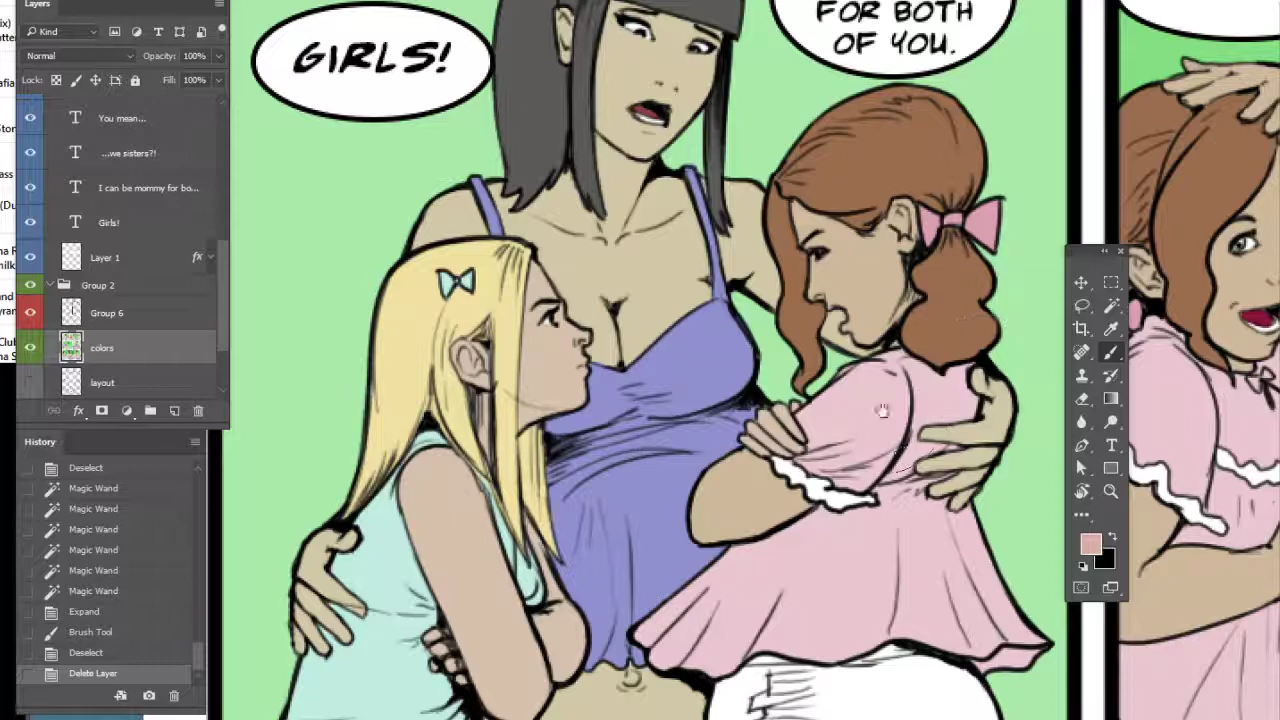 Layers
Kind
Normal
Opacity: 100%
Lock:
Fill: 100%
You mean...
...we sisters?!
I can be mommy for bo...
Girls!
Layer 1
fx
Group 2
Group 6
colors
layout
fx
History
Deselect
Magic Wand
Magic Wand
Magic Wand
Magic Wand
Magic Wand
Magic Wand
Expand
Brush Tool
Deselect
Delete Layer
GIRLS!
FOR BOTH
OF YOU.